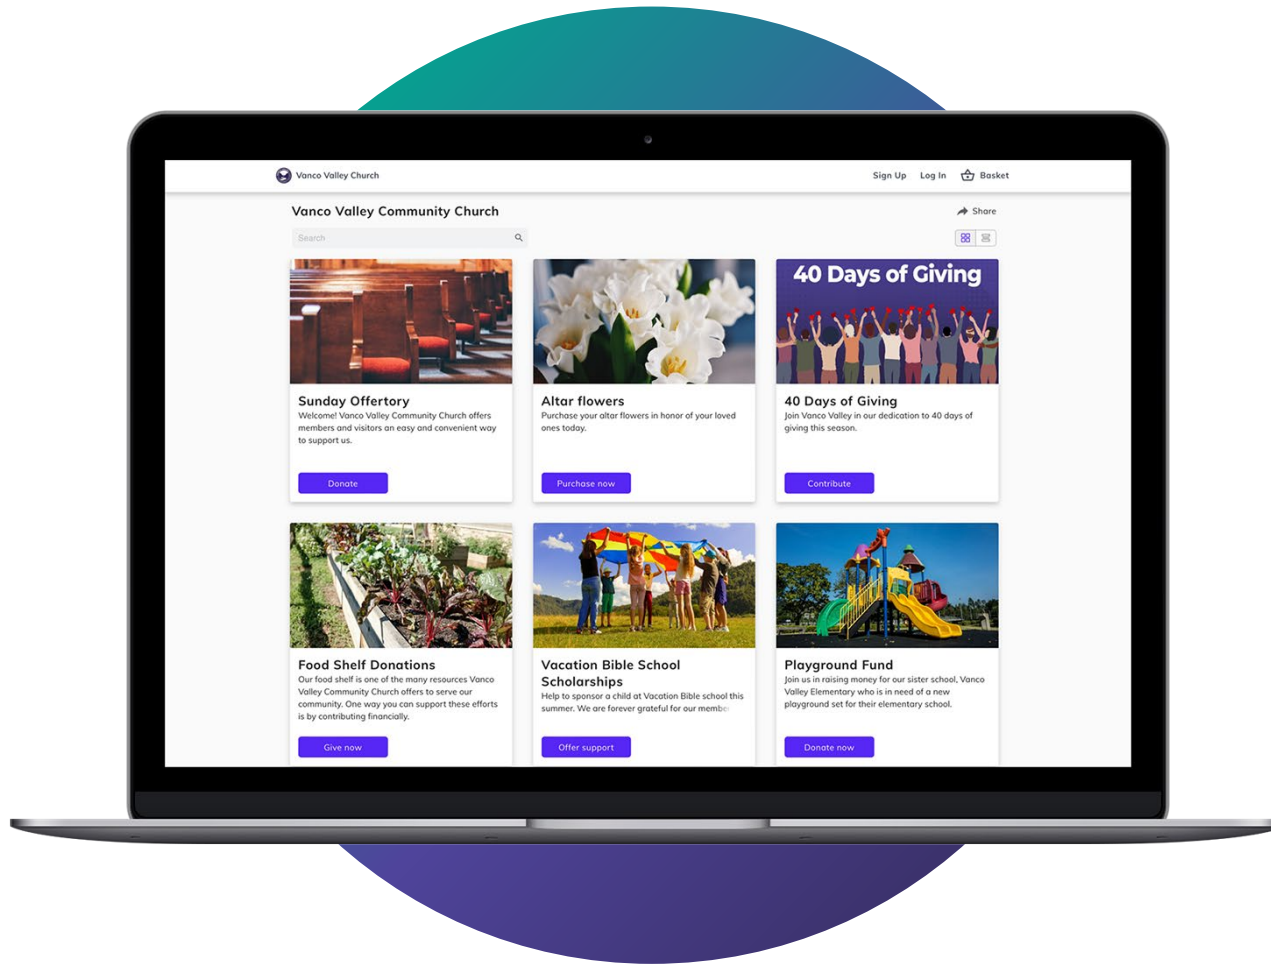 Vanco Valley Church
Sign Up Log In Basket
Vanco Valley Community Church
Share
Search
40 Days of Giving
Sunday Offertory
Welcome! Vanco Valley Community Church offers
members and visitors an easy and convenient way
to support us.
Donate
Altar flowers
Purchase your altar flowers in honor of your loved
ones today.
Purchase now
40 Days of Giving
Join Vanco Valley in our dedication to 40 days of
giving this season.
Contribute
Food Shelf Donations
Our food shelf is one of the many resources Vanco
Valley Community Church offers to serve our
community. One way you can support these efforts
is by contributing financially.
Give now
Vacation Bible School
Scholarships
Help to sponsor a child at Vacation Bible school this
summer. We are forever grateful for our membe
Offer support
Playground Fund
Join us in raising money for our sister school, Vanco
Valley Elementary who is in need of a new
playground set for their elementary school.
Donate now